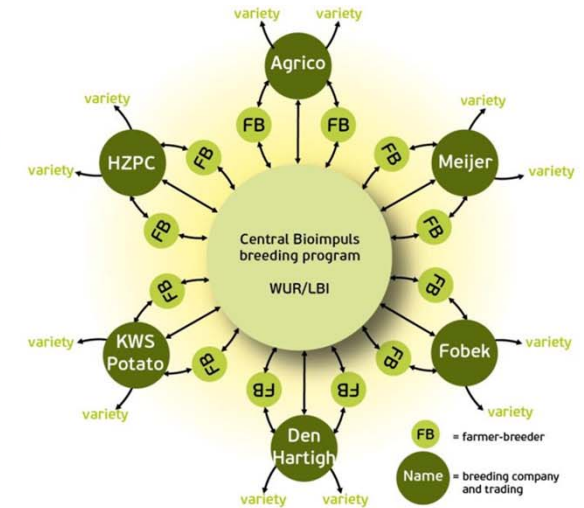 variety
variety
Agrico
FB
FB
variety
variety
HZPC
FB
FB
variety
variety
FB
FB
Meijer
Central Bioimpuls
breeding program
WUR/LBI
variety
variety
FB
FB
KWS
Potato
FB
FB
Fobek
variety
variety
FB
FB
Den
Hartigh
variety
variety
FB
= farmer-breeder
Name
= breeding company
and trading